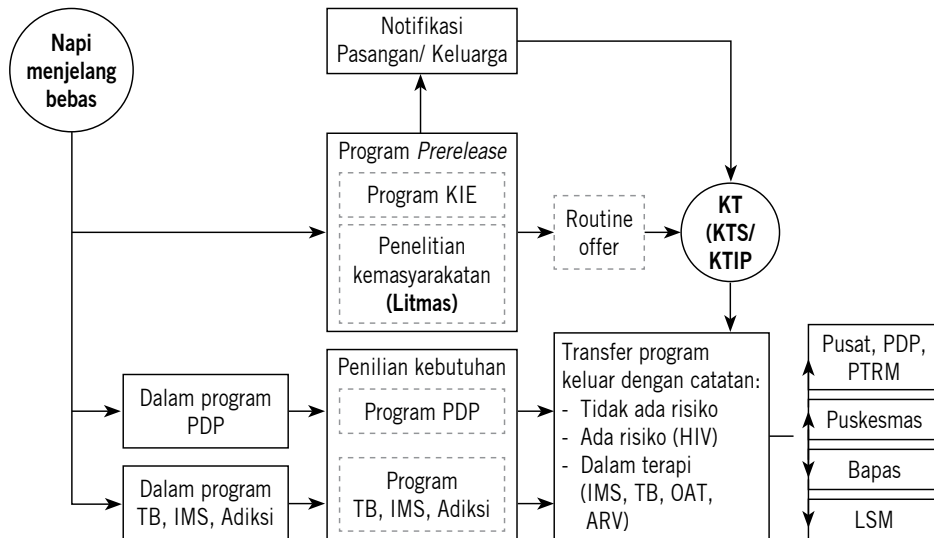 Napi
menjelang
bebas
Notifikasi
Pasangan/ Keluarga
Program Prerelease
Program KIE
Penelitian
kemasyarakatan
(Litmas)
Routine
offer
KT
(KTS/
KTIP
Dalam program
PDP
Dalam program
TB, IMS, Adiksi
Penilian kebutuhan
Program PDP
Program
TB, IMS, Adiksi
Transfer program
keluar dengan catatan:
- Tidak ada risiko
- Ada risiko (HIV)
- Dalam terapi
(IMS, TB, OAT,
ARV)
Pusat, PDP,
PTRM
Puskesmas
Bapas
LSM